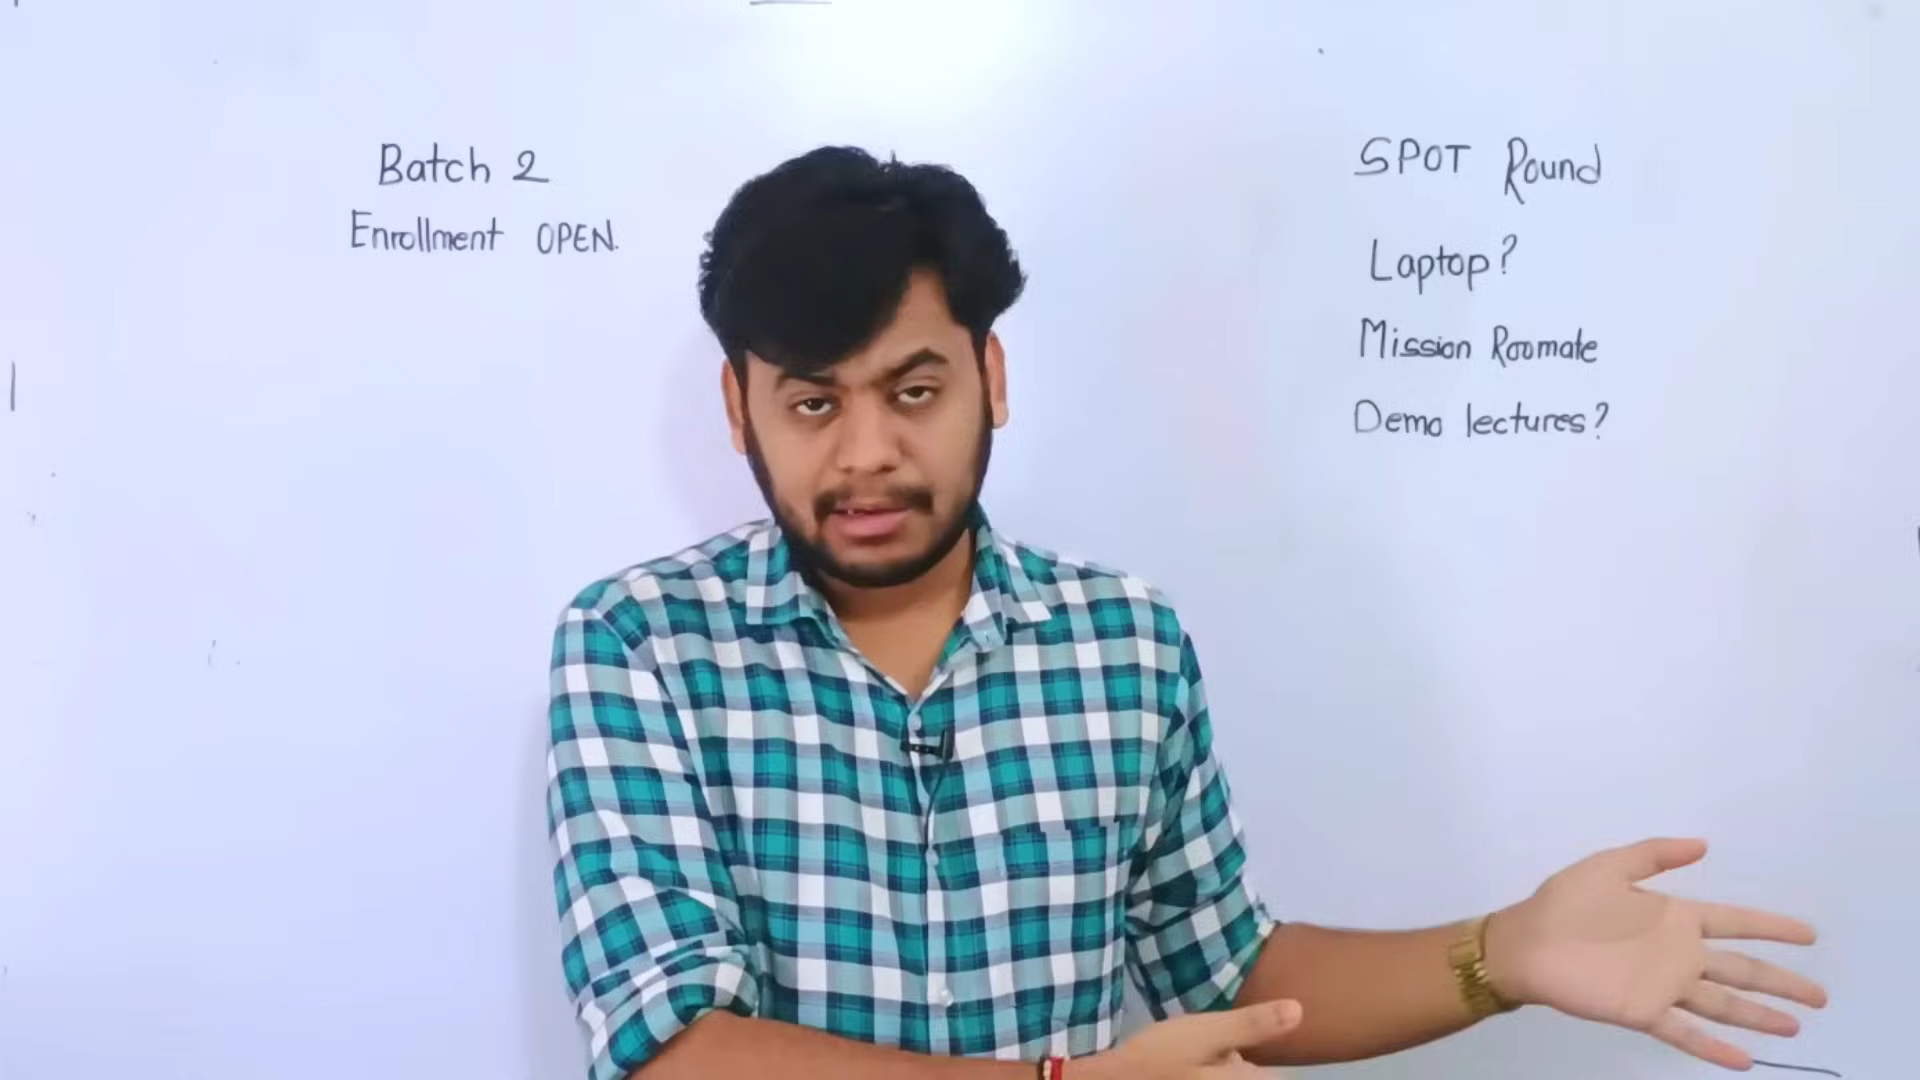 Batch 2
Enrollment OPEN.
SPOT Round
Laptop?
Mission Roomate
Demo lectures?